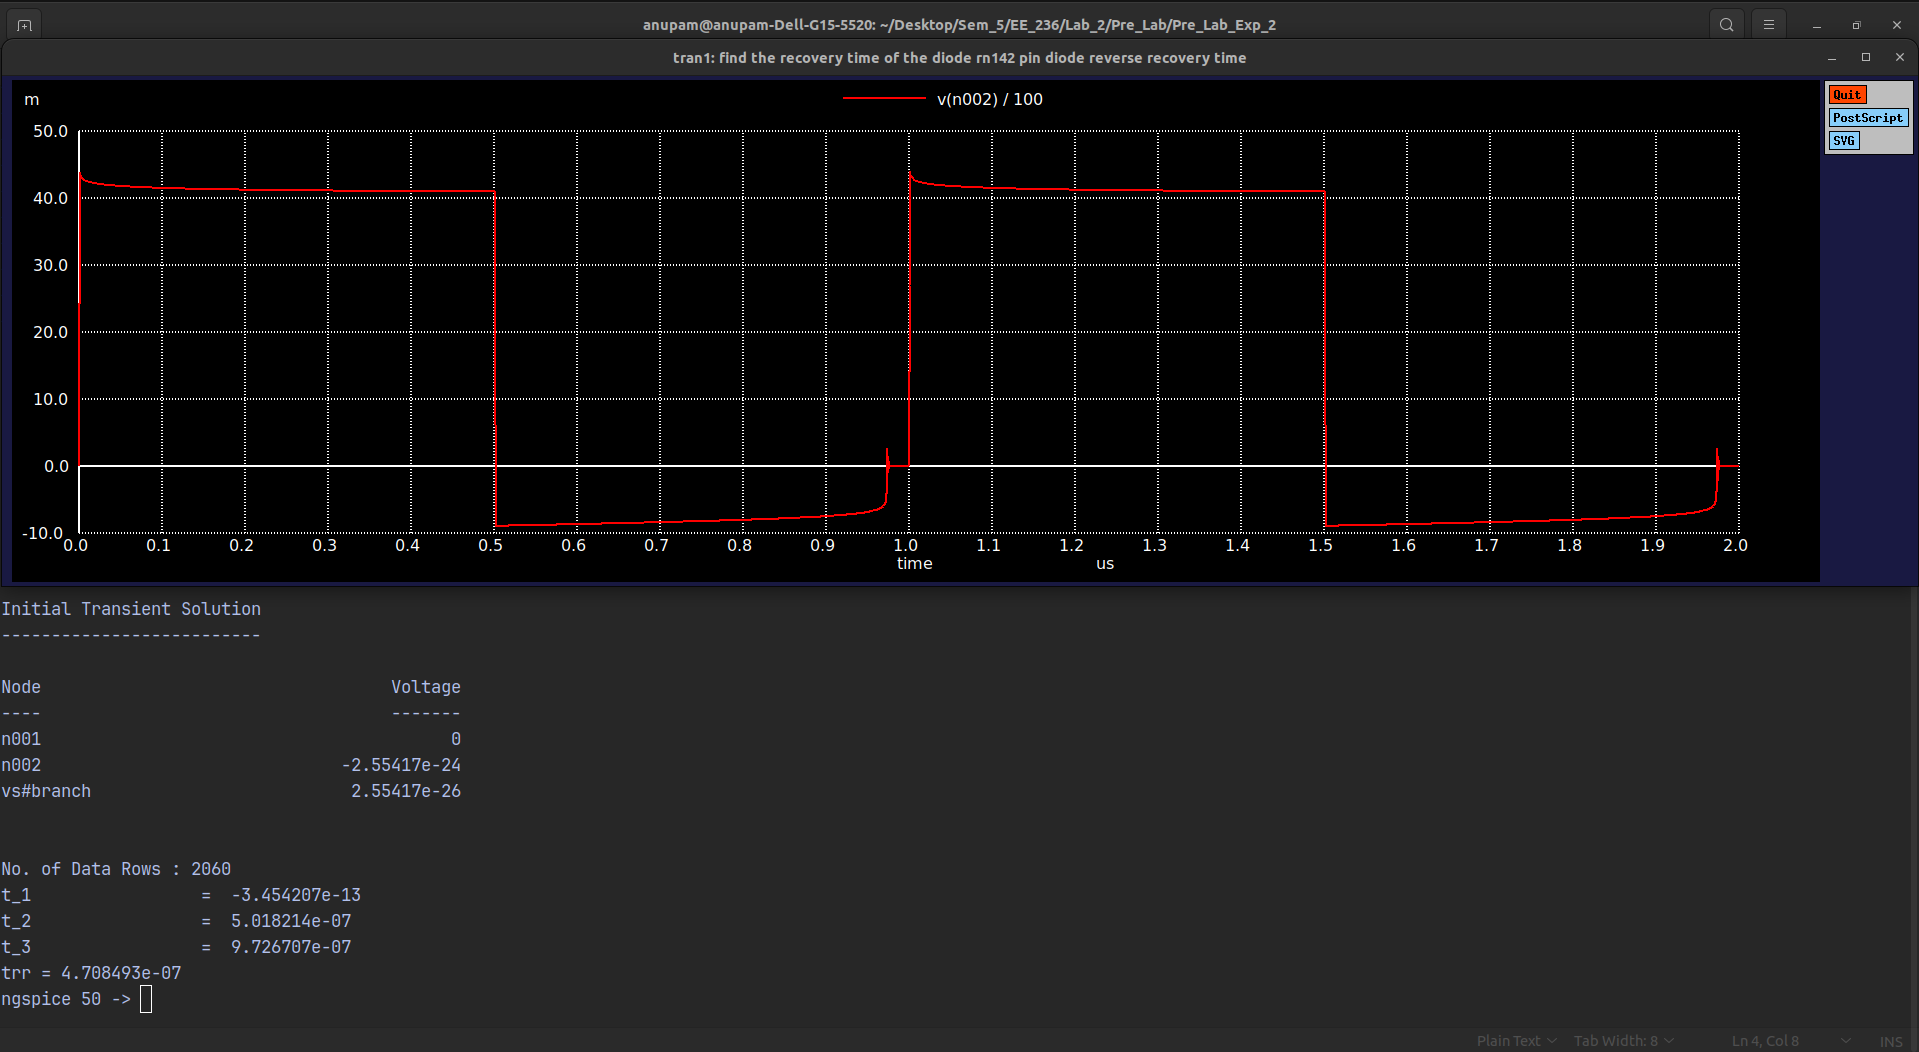 anupam@anupam-Dell-G15-5520: ~/Desktop/Sem_5/EE_236/Lab_2/Pre_Lab/Pre_Lab_Exp_2
tran1: find the recovery time of the diode rn142 pin diode reverse recovery time
m
v(n002) / 100
Quit
PostScript
SVG
50.0
40.0
30.0
20.0
10.0
0.0
-10.0
0.0 0.1 0.2 0.3 0.4 0.5 0.6 0.7 0.8 0.9 1.0 1.1 1.2 1.3 1.4 1.5 1.6 1.7 1.8 1.9 2.0
time us
Initial Transient Solution
--------------------------
Node Voltage
---- -------
n001 0
n002 -2.55417e-24
vs#branch 2.55417e-26
No. of Data Rows : 2060
t_1 = -3.454207e-13
t_2 = 5.018214e-07
t_3 = 9.726707e-07
trr = 4.708493e-07
ngspice 50 ->
Plain Text Tab Width: 8 Ln 4, Col 8 INS